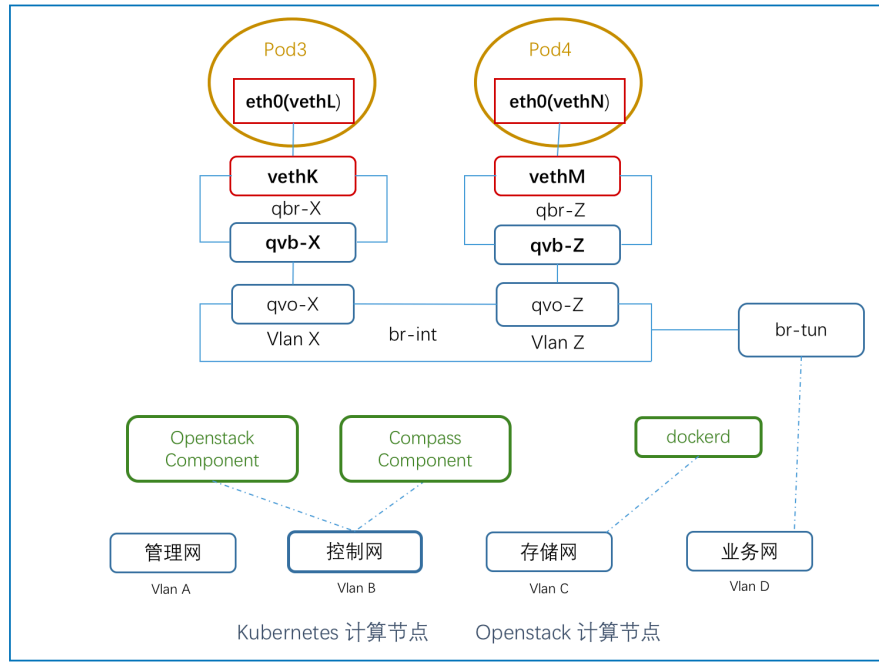 Pod3
Pod4
eth0(vethL)
eth0(vethN)
vethK
vethM
qbr-X
qbr-Z
qvb-X
qvb-Z
qvo-X
qvo-Z
Vlan X
br-int
Vlan Z
br-tun
Openstack
Component
Compass
Component
dockerd
管理网
控制网
存储网
业务网
Vlan A
Vlan B
Vlan C
Vlan D
Kubernetes 计算节点
Openstack 计算节点